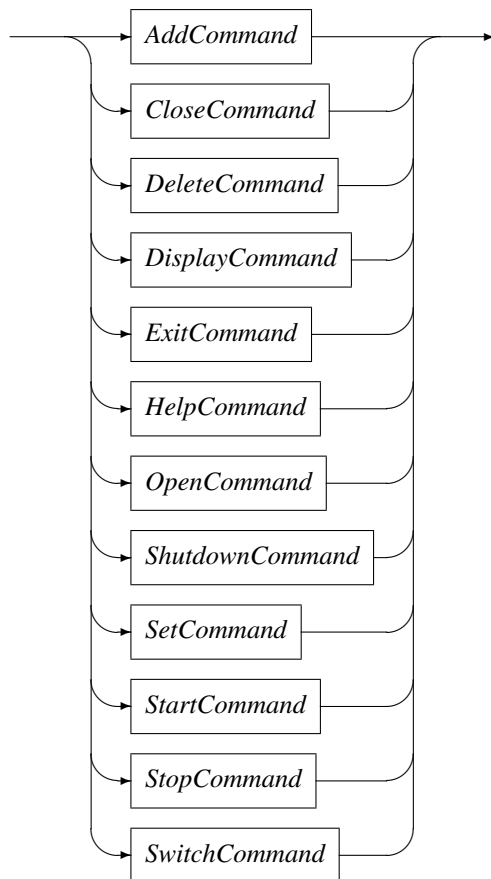 AddCommand
CloseCommand
DeleteCommand
DisplayCommand
ExitCommand
HelpCommand
OpenCommand
ShutdownCommand
SetCommand
StartCommand
StopCommand
SwitchCommand